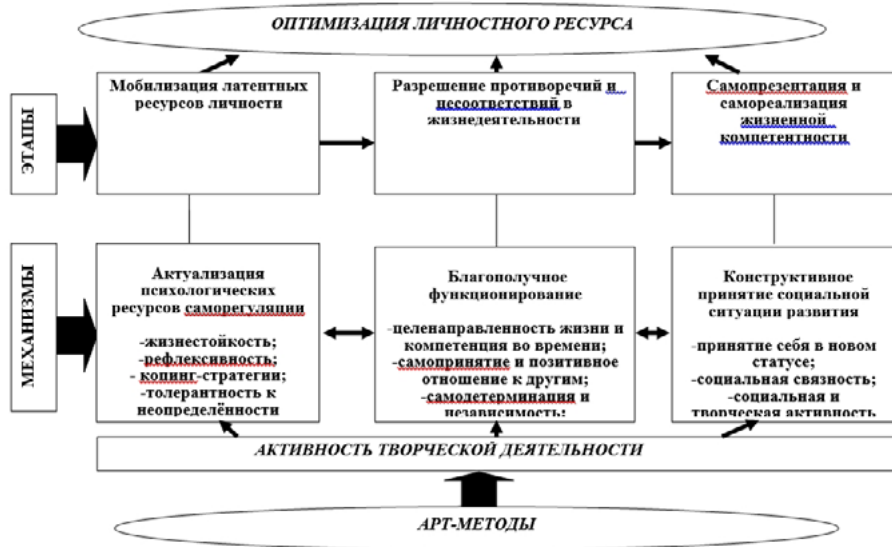 ОПТИМИЗАЦИЯ ЛИЧНОСТНОГО РЕСУРСА
ЭТАПЫ
Мобилизация латентных
ресурсов личности
Разрешение противоречий и
несоответствий в
жизнедеятельности
Самопрезентация и
самореализация
жизненной
компетентности
МЕХАНИЗМЫ
Актуализация
психологических
ресурсов саморегуляции
-жизнестойкость;
-рефлексивность;
- копинг-стратегии;
-толерантность к
неопределённости
Благополучное
функционирование
-целенаправленность жизни и
компетенция во времени;
-самопринятие и позитивное
отношение к другим;
-самодетерминация и
независимость;
Конструктивное
принятие социальной
ситуации развития
-принятие себя в новом
статусе;
-социальная связность;
-социальная и
творческая активность
АКТИВНОСТЬ ТВОРЧЕСКОЙ ДЕЯТЕЛЬНОСТИ
АРТ-МЕТОДЫ